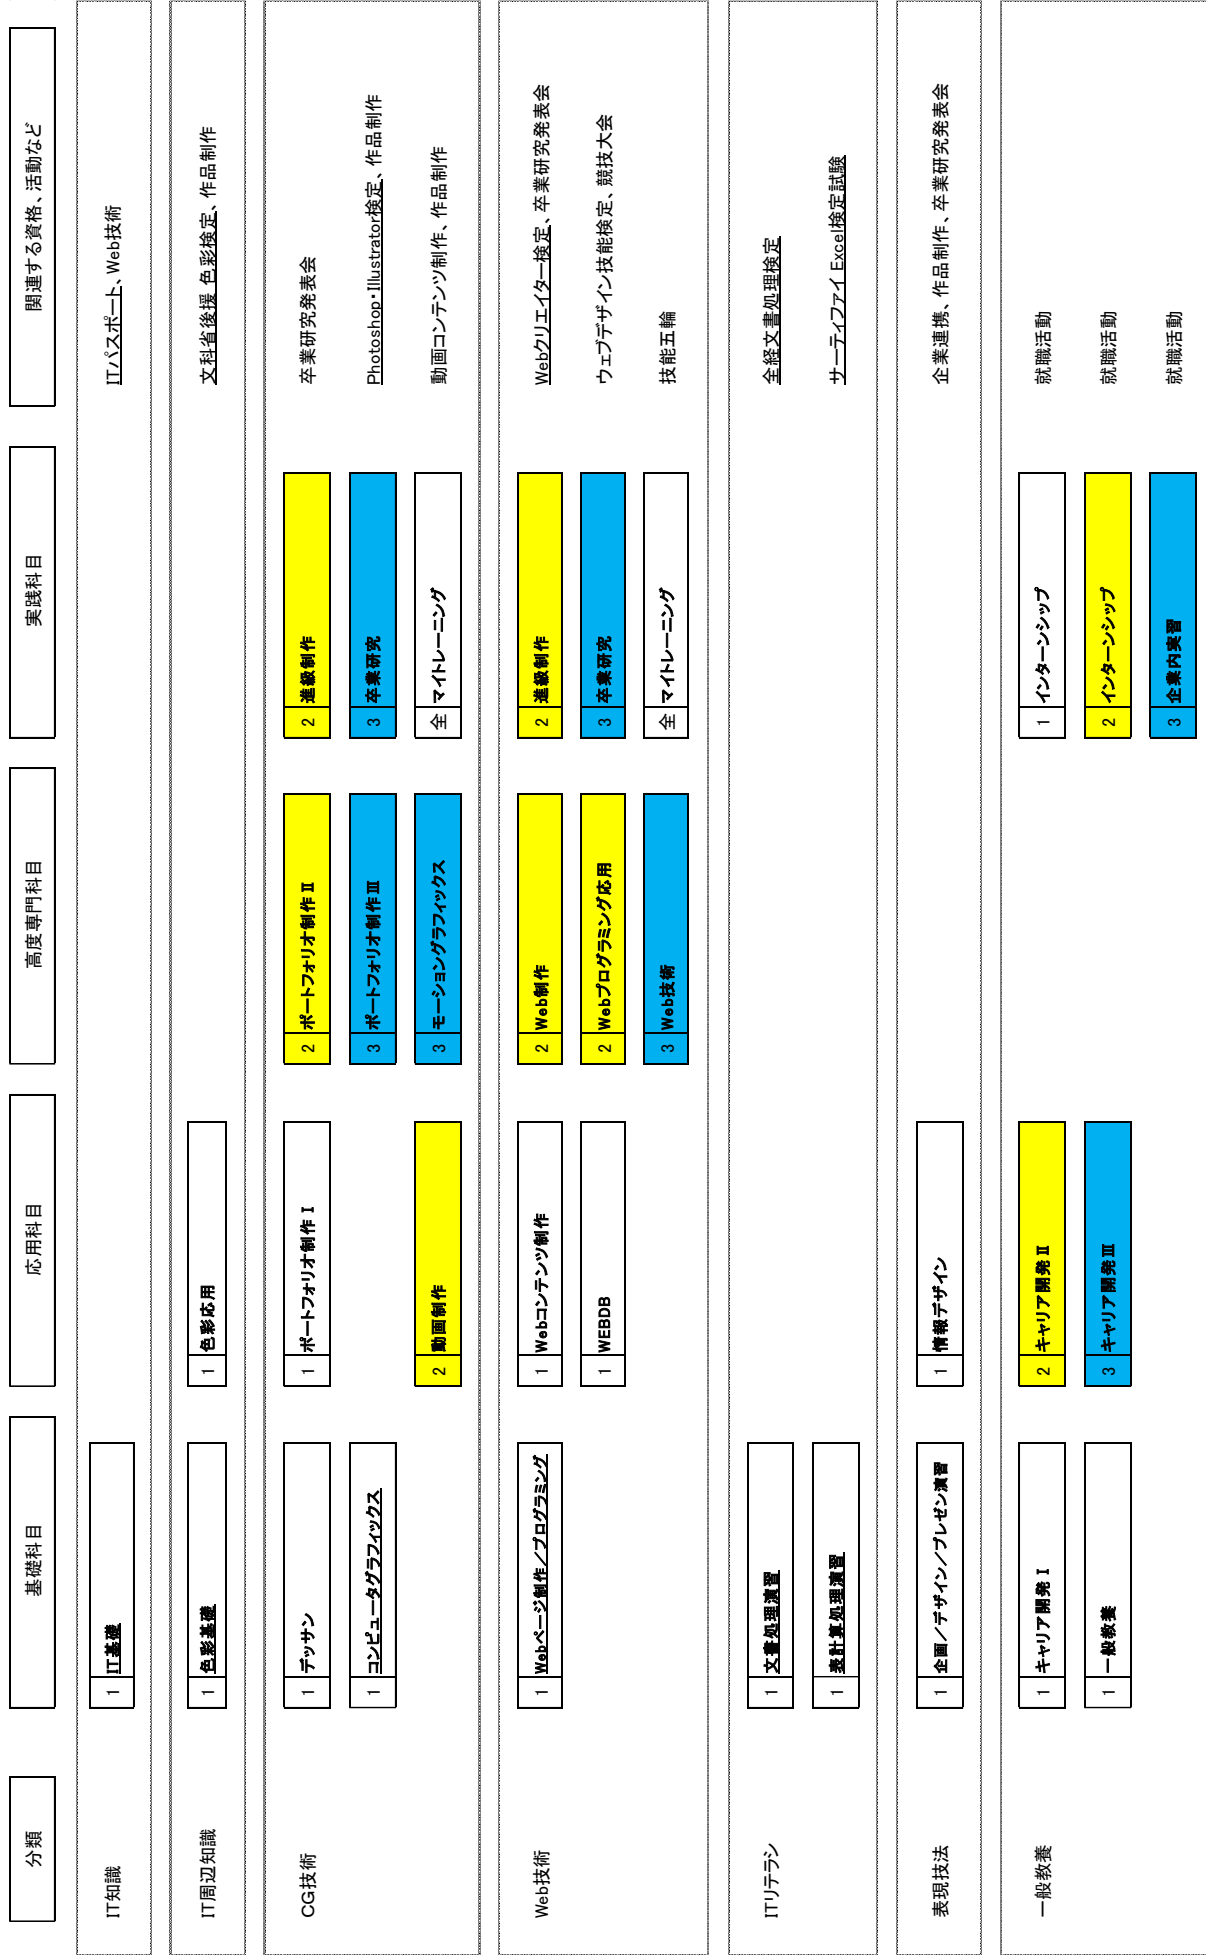 分類 基礎科目 応用科目 高度専門科目 実践科目 関連する資格、活動など
IT知識 1 IT基礎 ITパスポート、Web技術
IT周辺知識 1 色彩基礎 1 色彩応用 文科省後援 色彩検定、作品制作
CG技術 1 デッサン 1 ポートフォリオ制作Ⅰ 2 ポートフォリオ制作Ⅱ 2 進級制作 卒業研究発表会
1 コンピュータグラフィックス 3 ポートフォリオ制作Ⅲ 3 卒業研究 Photoshop・Illustrator検定、作品制作
2 動画制作 3 モーショングラフィックス 全 マイトレーニング 動画コンテンツ制作、作品制作
Web技術 1 Webページ制作／プログラミング 1 Webコンテンツ制作 2 Web制作 2 進級制作 Webクリエイター検定、卒業研究発表会
1 WEBDB 2 Webプログラミング応用 3 卒業研究 ウェブデザイン技能検定、競技大会
3 Web技術 全 マイトレーニング 技能五輪
ITリテラシ 1 文書処理演習 全経文書処理検定
1 表計算処理演習 サーティファイ Excel検定試験
表現技法 1 企画／デザイン／プレゼン演習 1 情報デザイン 企業連携、作品制作、卒業研究発表会
一般教養 1 キャリア開発Ⅰ 2 キャリア開発Ⅱ 1 インターンシップ 就職活動
1 一般教養 3 キャリア開発Ⅲ 2 インターンシップ 就職活動
3 企業内実習 就職活動